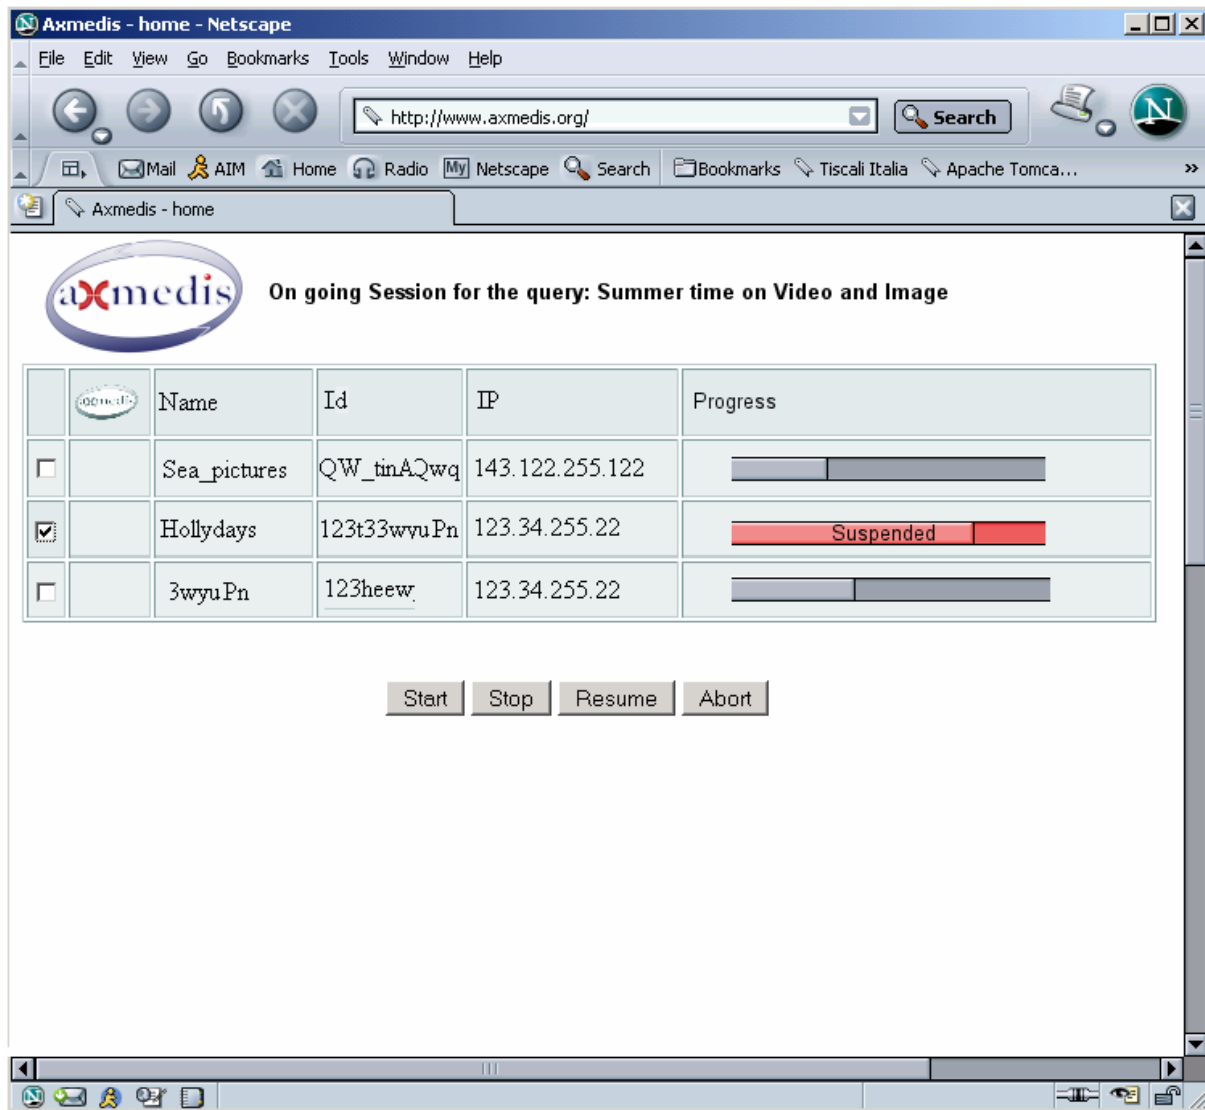 Axmedis - home - Netscape
File Edit View Go Bookmarks Tools Window Help
http://www.axmedis.org/ Search N
Mail AIM Home Radio My Netscape Search Bookmarks Tiscali Italia Apache Tomca... »
Axmedis - home
axmedis On going Session for the query: Summer time on Video and Image
axmedis Name Id IP Progress
Sea_pictures QW_tinAQwq 143.122.255.122
Hollydays 123t33wyuPn 123.34.255.22 Suspended
3wyuPn 123heew 123.34.255.22
Start Stop Resume Abort